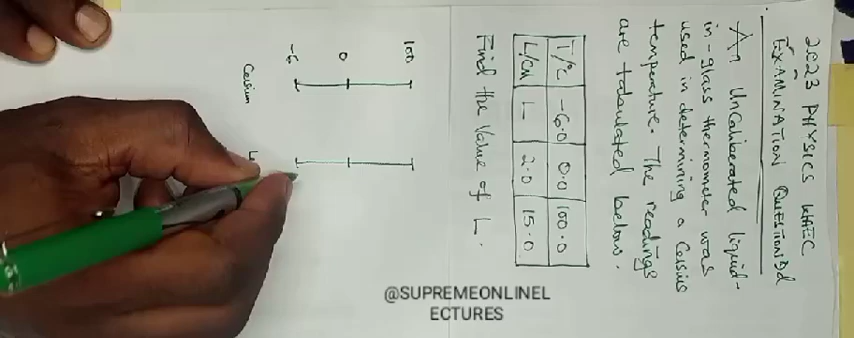 2023 PHYSICS WAEC
EXAMINATION QUESTION 3d
An Uncaliberated liquid-
in-glass thermometer was
used in determining a Celsius
temperature. The readings
are tabulated below.
T/°C -6.0 0.0 100.0
L/cm L 2.0 15.0
Find the Value of L.
100
0
-6
Celsium
L
@SUPREMEONLINEL
ECTURES